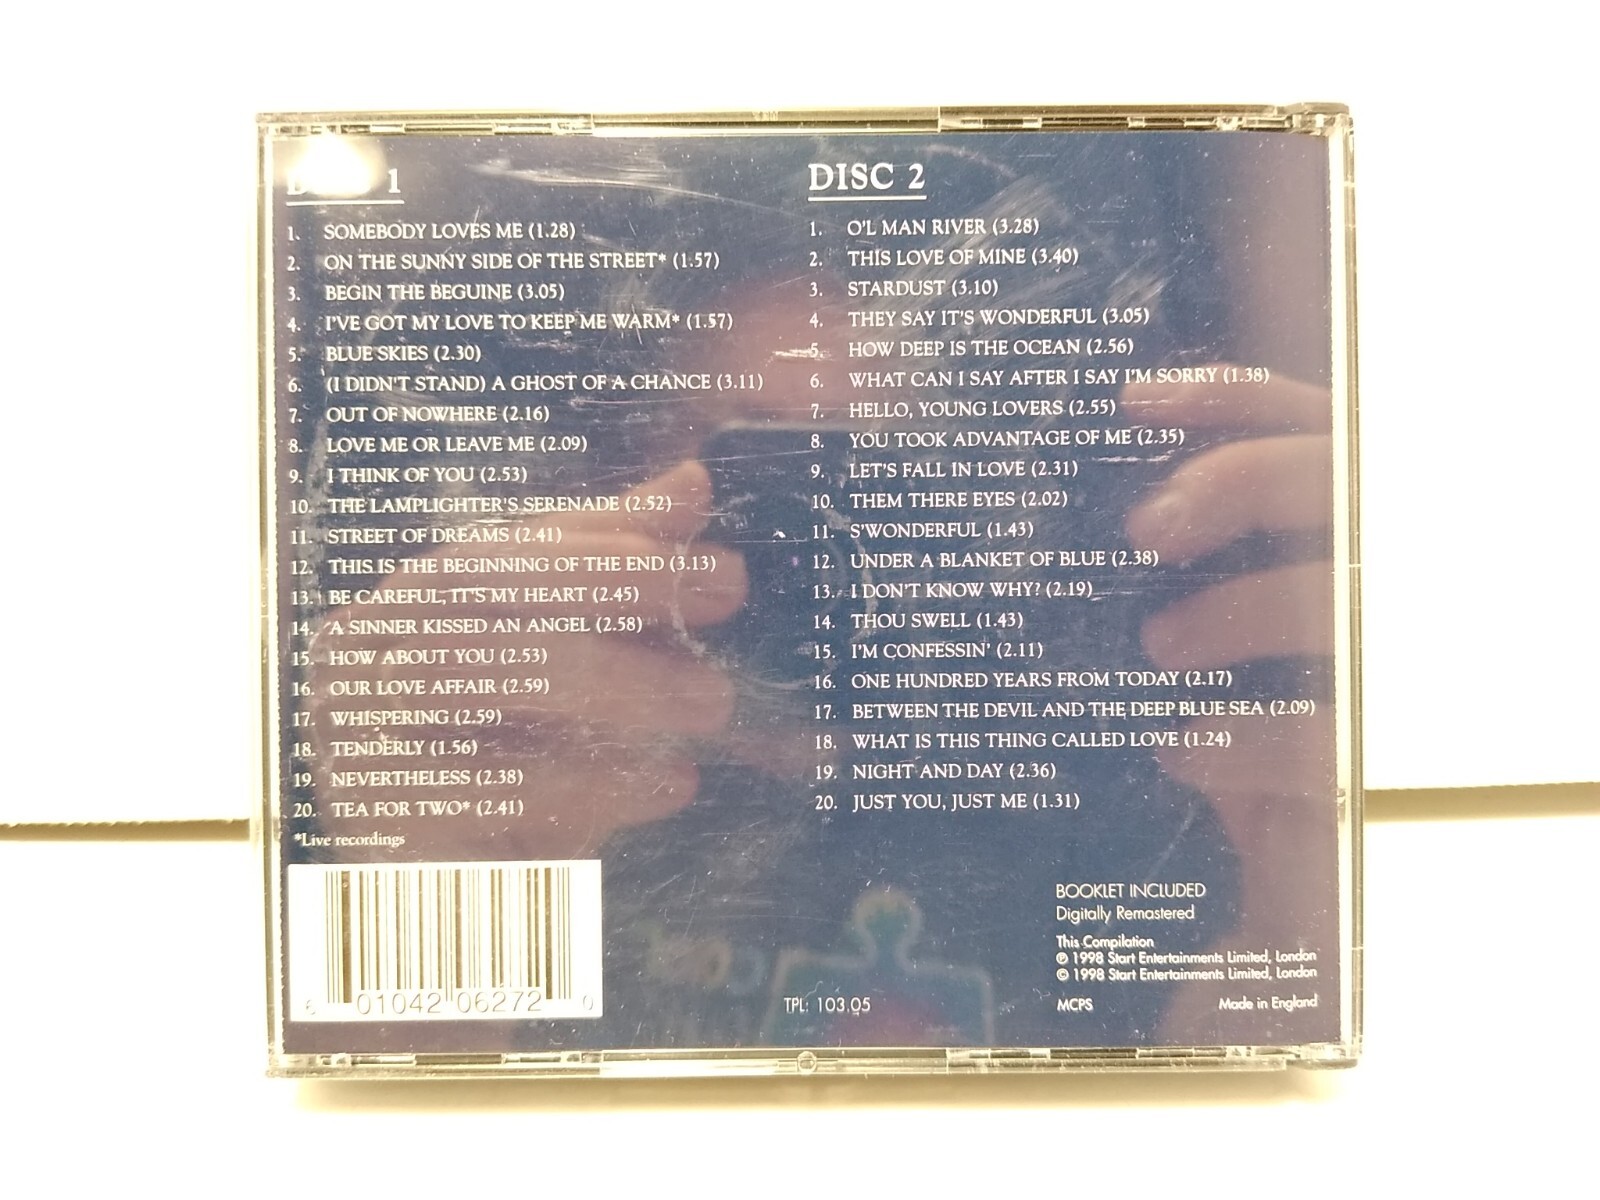 1
1. SOMEBODY LOVES ME (1.28)
2. ON THE SUNNY SIDE OF THE STREET* (1.57)
3. BEGIN THE BEGUINE (3.05)
4. I'VE GOT MY LOVE TO KEEP ME WARM* (1.57)
5. BLUE SKIES (2.30)
6. (I DIDN'T STAND) A GHOST OF A CHANCE (3.11)
7. OUT OF NOWHERE (2.16)
8. LOVE ME OR LEAVE ME (2.09)
9. I THINK OF YOU (2.53)
10. THE LAMPLIGHTER'S SERENADE (2.52)
11. STREET OF DREAMS (2.41)
12. THIS IS THE BEGINNING OF THE END (3.13)
13. BE CAREFUL, IT'S MY HEART (2.45)
14. A SINNER KISSED AN ANGEL (2.58)
15. HOW ABOUT YOU (2.53)
16. OUR LOVE AFFAIR (2.59)
17. WHISPERING (2.59)
18. TENDERLY (1.56)
19. NEVERTHELESS (2.38)
20. TEA FOR TWO* (2.41)
*Live recordings
6 01042 06272 0
DISC 2
1. O'L MAN RIVER (3.28)
2. THIS LOVE OF MINE (3.40)
3. STARDUST (3.10)
4. THEY SAY IT'S WONDERFUL (3.05)
5. HOW DEEP IS THE OCEAN (2.56)
6. WHAT CAN I SAY AFTER I SAY I'M SORRY (1.38)
7. HELLO, YOUNG LOVERS (2.55)
8. YOU TOOK ADVANTAGE OF ME (2.35)
9. LET'S FALL IN LOVE (2.31)
10. THEM THERE EYES (2.02)
11. S'WONDERFUL (1.43)
12. UNDER A BLANKET OF BLUE (2.38)
13. I DON'T KNOW WHY? (2.19)
14. THOU SWELL (1.43)
15. I'M CONFESSIN' (2.11)
16. ONE HUNDRED YEARS FROM TODAY (2.17)
17. BETWEEN THE DEVIL AND THE DEEP BLUE SEA (2.09)
18. WHAT IS THIS THING CALLED LOVE (1.24)
19. NIGHT AND DAY (2.36)
20. JUST YOU, JUST ME (1.31)
BOOKLET INCLUDED
Digitally Remastered
This Compilation
℗ 1998 Start Entertainments Limited, London
© 1998 Start Entertainments Limited, London
TPL: 103.05
MCPS Made in England